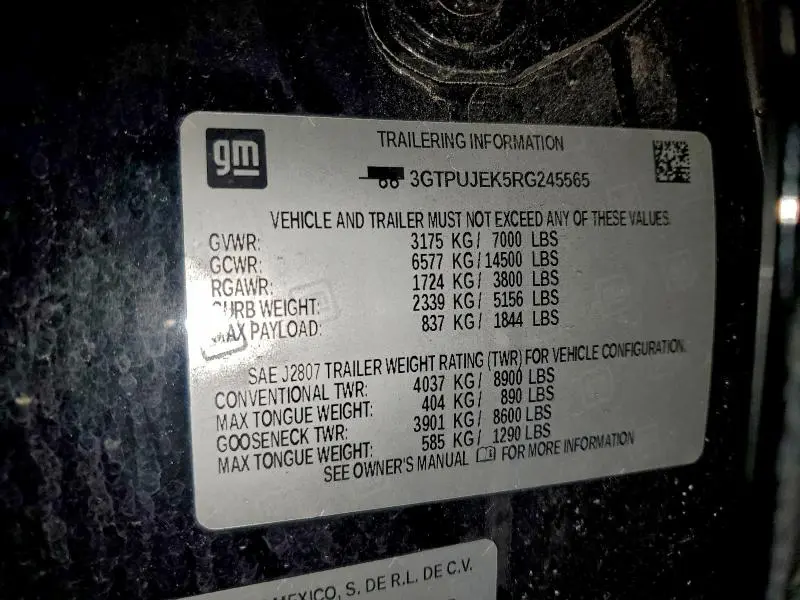 gm
TRAILERING INFORMATION
3GTPUJEK5RG245565
VEHICLE AND TRAILER MUST NOT EXCEED ANY OF THESE VALUES.
GVWR: 3175 KG/ 7000 LBS
GCWR: 6577 KG/14500 LBS
RGAWR: 1724 KG/ 3800 LBS
CURB WEIGHT: 2339 KG/ 5156 LBS
MAX PAYLOAD: 837 KG/ 1844 LBS
SAE J2807 TRAILER WEIGHT RATING (TWR) FOR VEHICLE CONFIGURATION.
CONVENTIONAL TWR: 4037 KG/ 8900 LBS
MAX TONGUE WEIGHT: 404 KG/ 890 LBS
GOOSENECK TWR: 3901 KG/ 8600 LBS
MAX TONGUE WEIGHT: 585 KG/ 1290 LBS
SEE OWNER'S MANUAL FOR MORE INFORMATION
MEXICO, S. DE R.L. DE C.V.